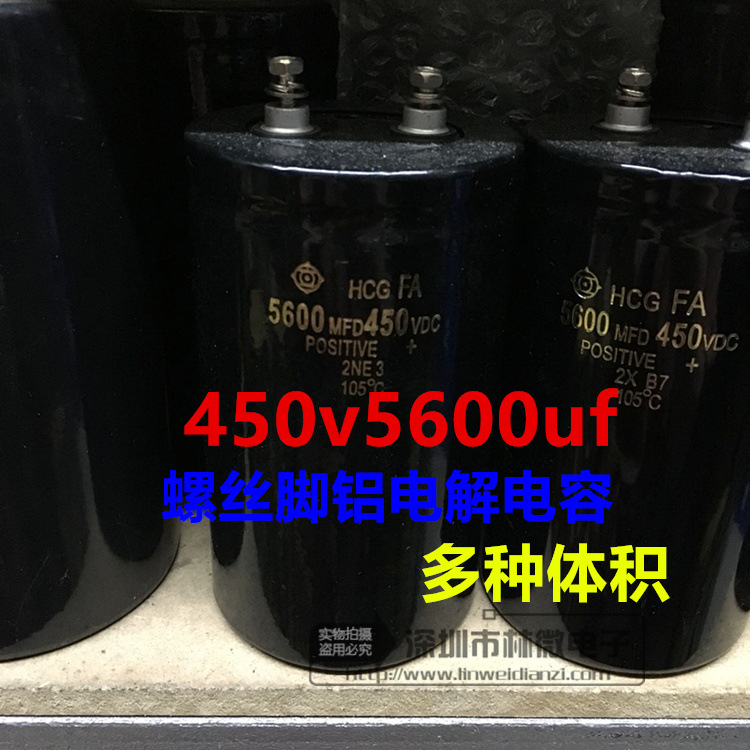 HCG FA
5600 MFD 450 VDC
POSITIVE +
2NE 3
105°C
HCG FA
5600 MFD 450 VDC
POSITIVE +
2X B7
105°C
450v5600uf
螺丝脚铝电解电容
多种体积
实物拍摄
盗用必究
深圳市林微电子
http://www.linweidianzi.com